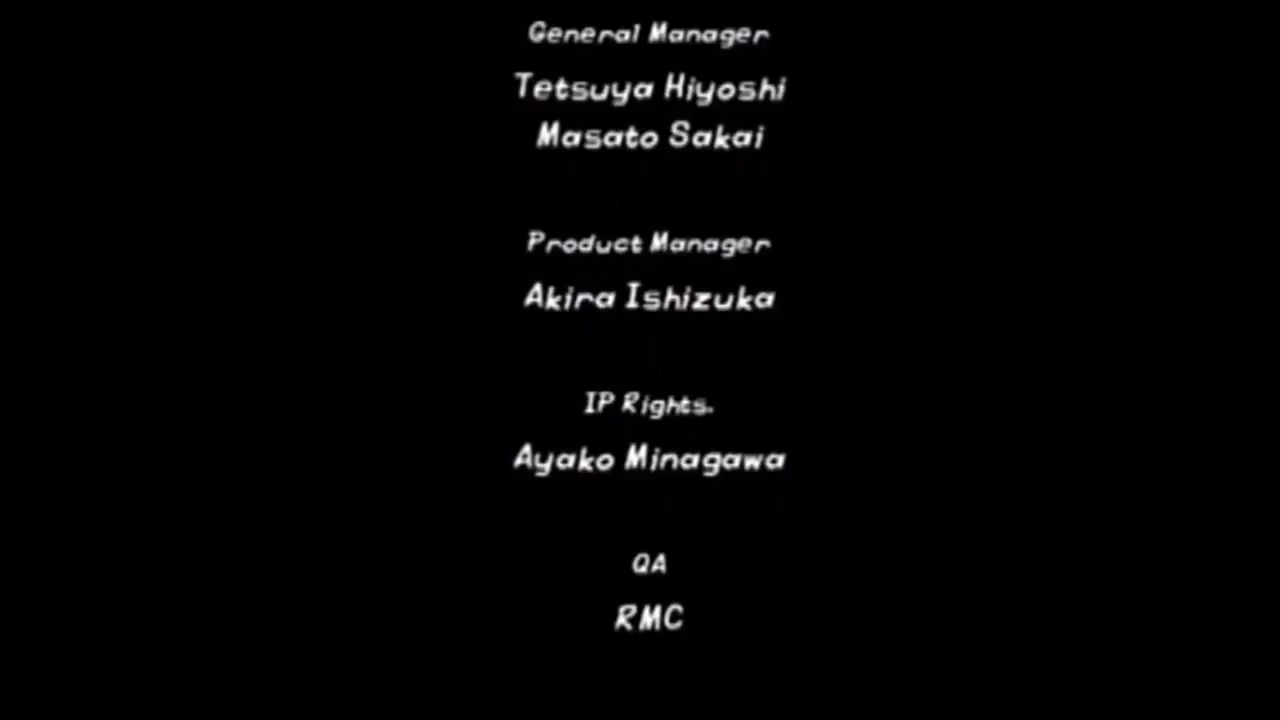 General Manager
Tetsuya Hiyoshi
Masato Sakai
Product Manager
Akira Ishizuka
IP Rights.
Ayako Minagawa
QA
RMC